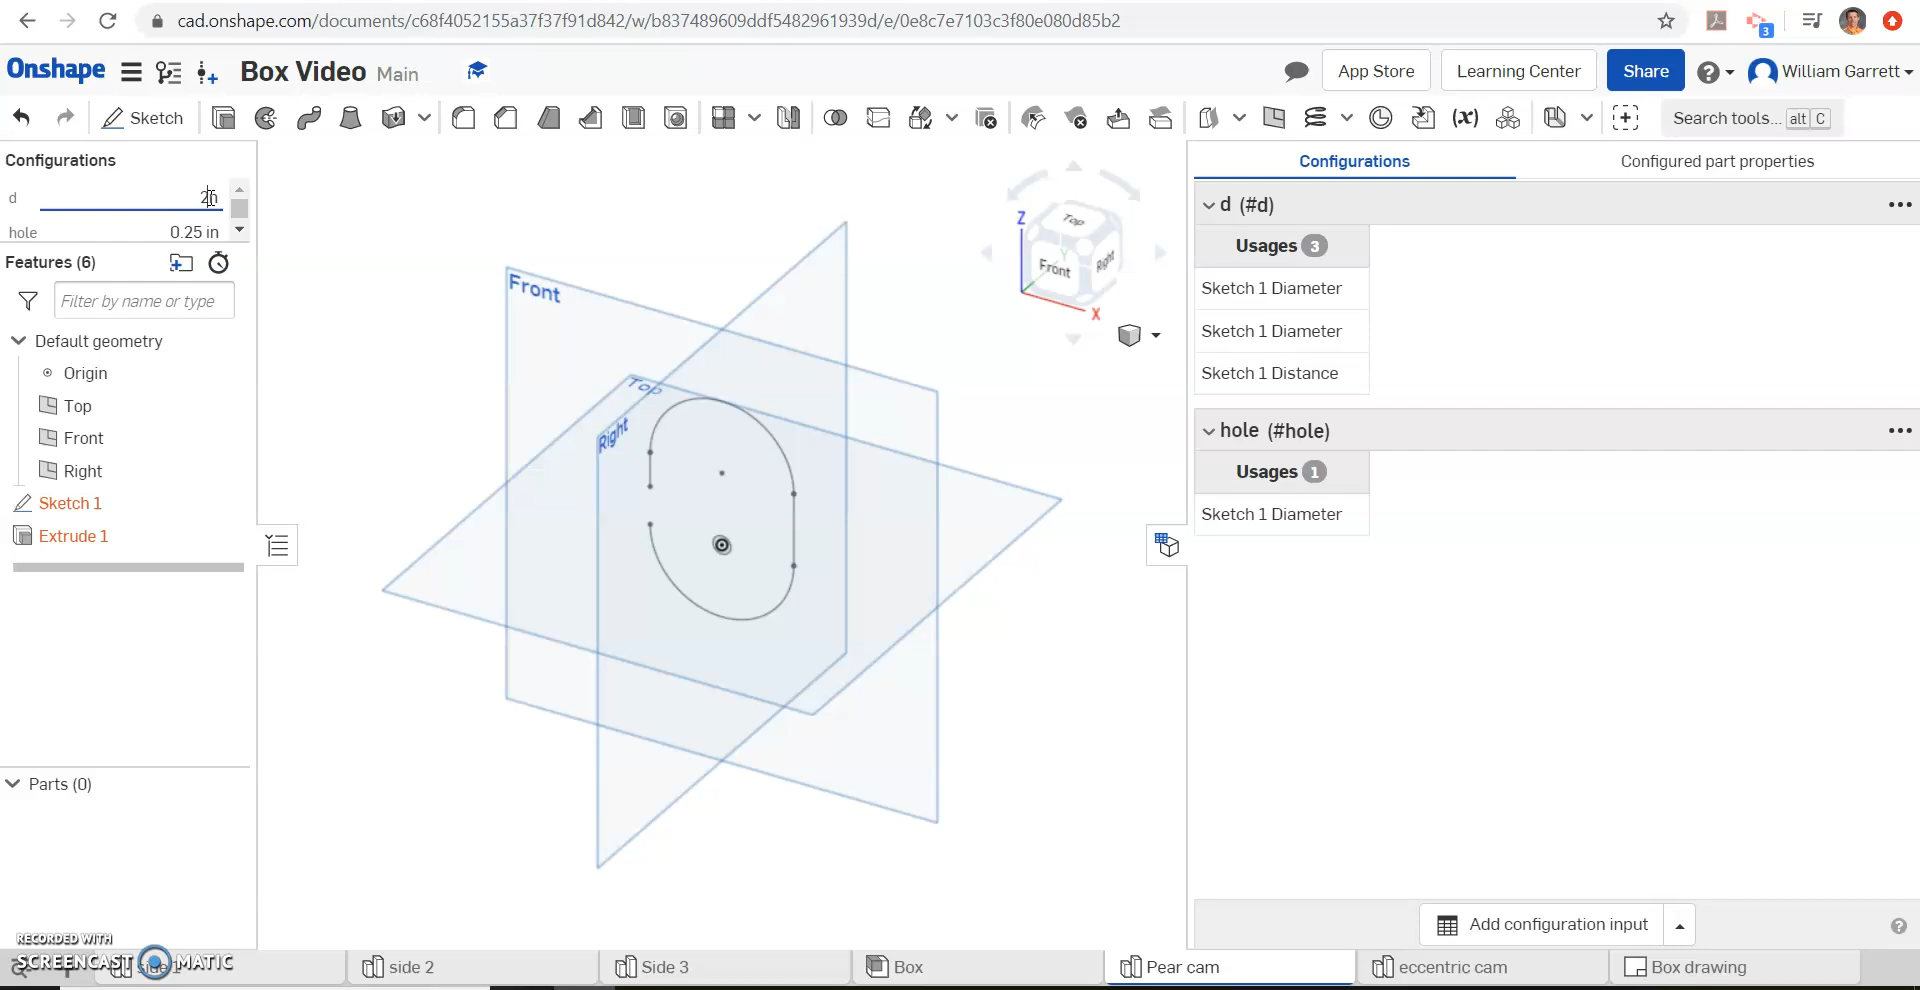 cad.onshape.com/documents/c68f4052155a37f37f91d842/w/b837489609ddf5482961939d/e/0e8c7e7103c3f80e080d85b2
3
Onshape Box Video Main App Store Learning Center Share William Garrett
Sketch Search tools... alt C
Configurations
d
hole 0.25 in
Features (6)
Filter by name or type
Default geometry
Origin
Top
Front
Right
Sketch 1
Extrude 1
Parts (0)
Front
Top
Right
Z
Top
Front
Right
Y
X
Configurations Configured part properties
d (#d)
Usages 3
Sketch 1 Diameter
Sketch 1 Diameter
Sketch 1 Distance
hole (#hole)
Usages 1
Sketch 1 Diameter
Add configuration input
RECORDED WITH
SCREENCAST MATIC
side 2 Side 3 Box Pear cam eccentric cam Box drawing